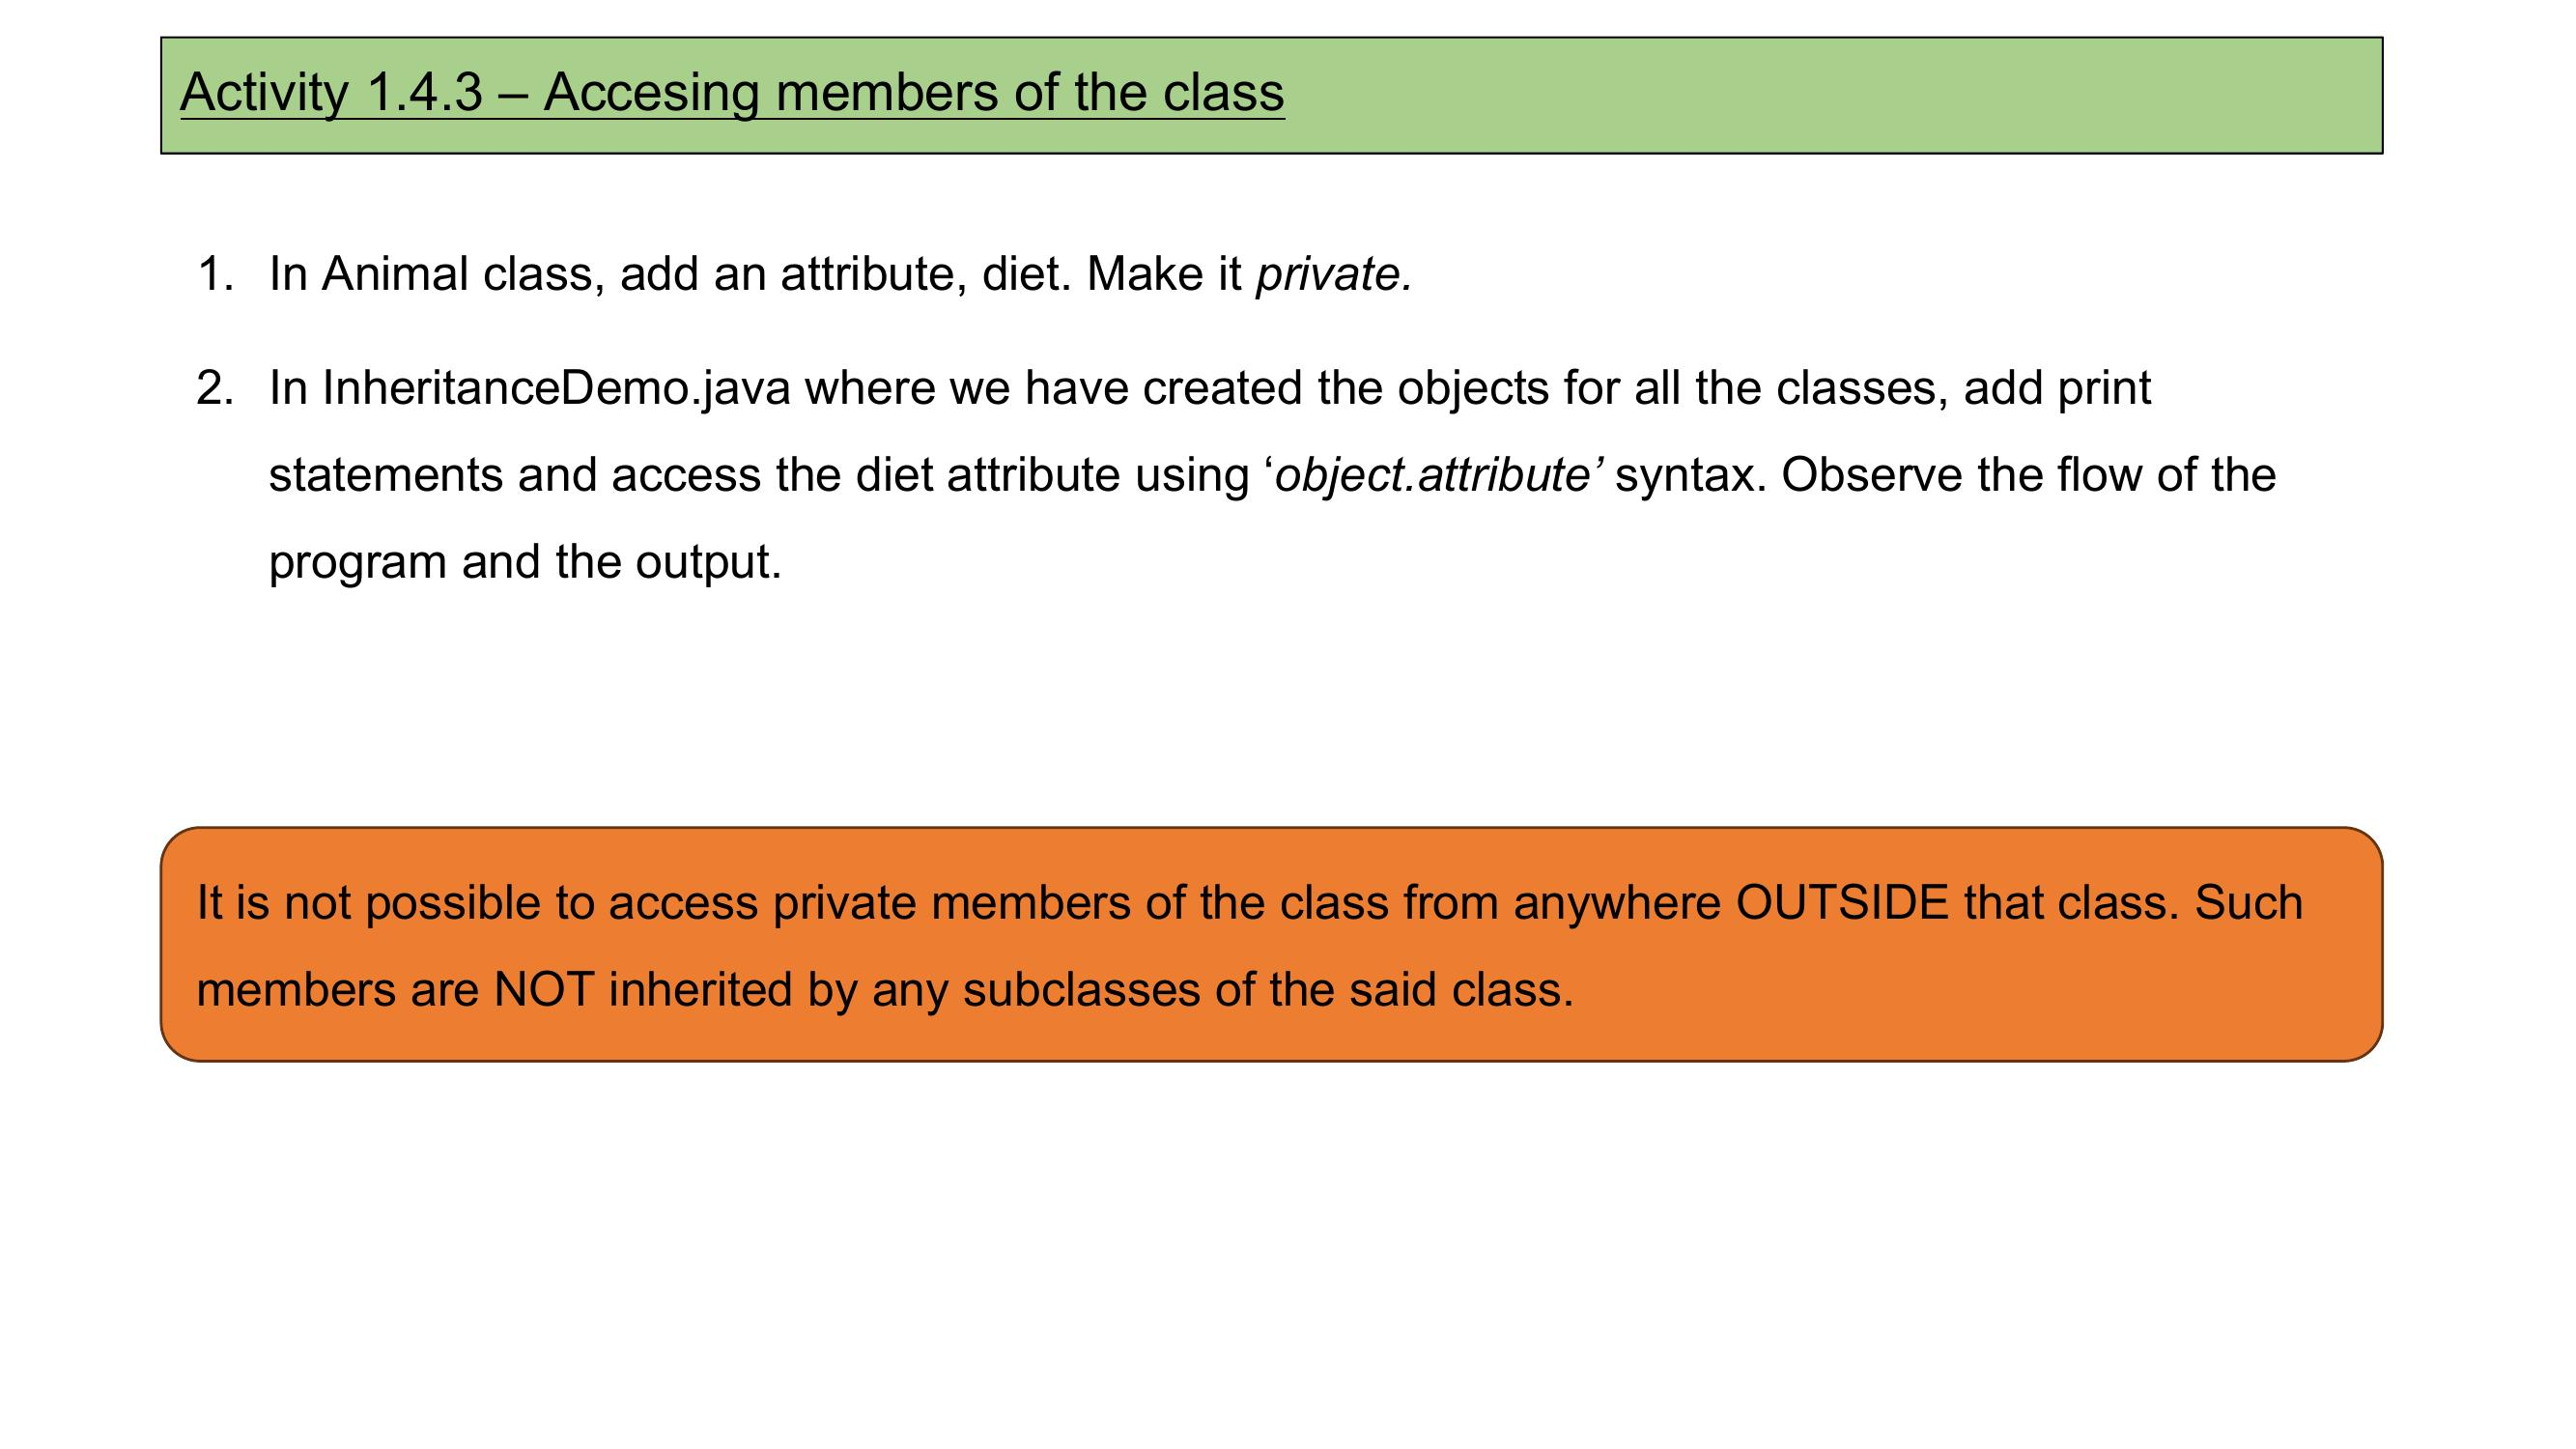 Activity 1.4.3 – Accesing members of the class
1. In Animal class, add an attribute, diet. Make it private.
2. In InheritanceDemo.java where we have created the objects for all the classes, add print
statements and access the diet attribute using ‘object.attribute’ syntax. Observe the flow of the
program and the output.
It is not possible to access private members of the class from anywhere OUTSIDE that class. Such
members are NOT inherited by any subclasses of the said class.